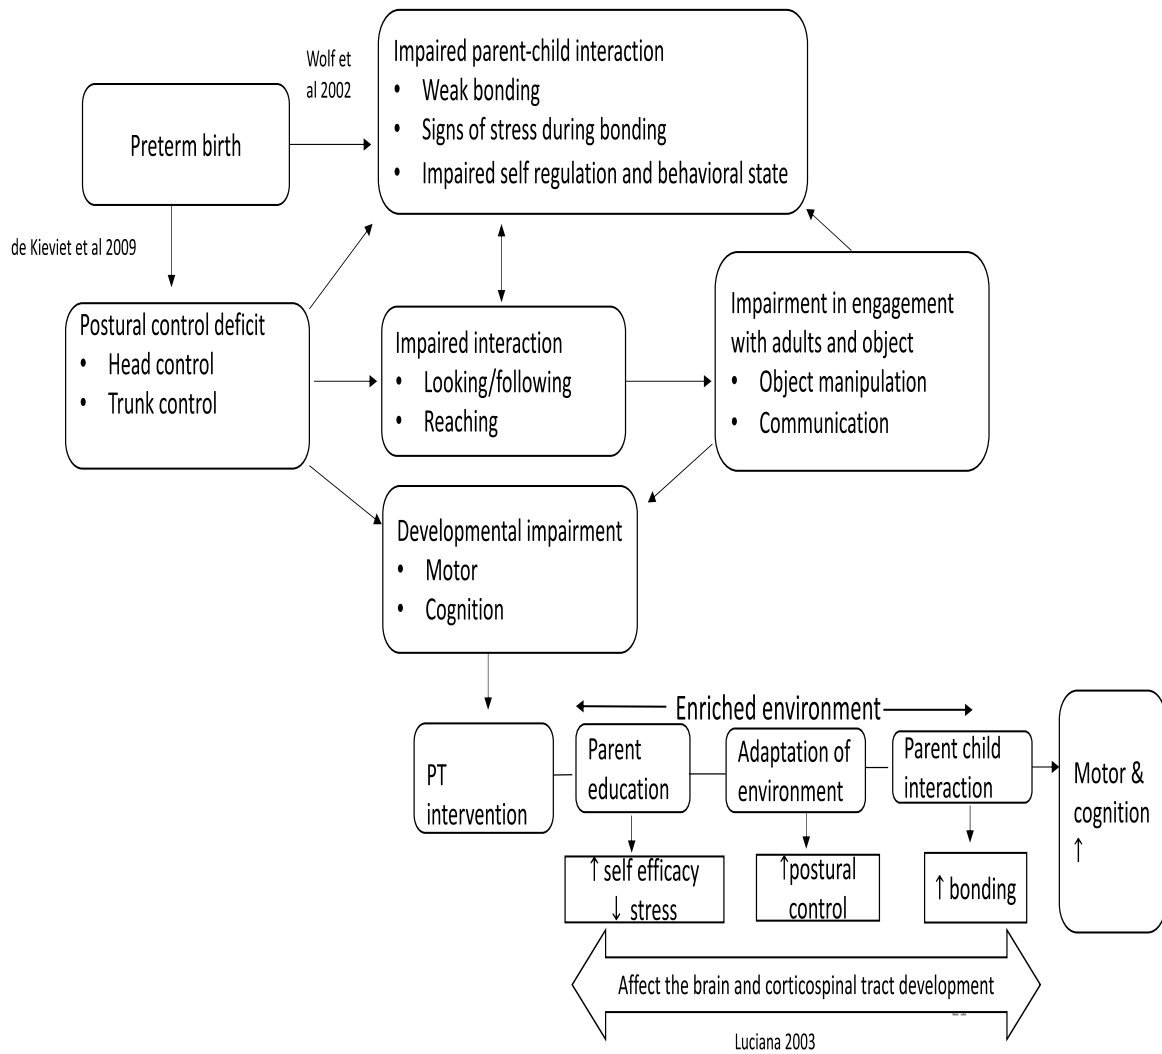 Wolf et
al 2002
Impaired parent-child interaction
• Weak bonding
• Signs of stress during bonding
• Impaired self regulation and behavioral state
Preterm birth
de Kieviet et al 2009
Postural control deficit
• Head control
• Trunk control
Impaired interaction
• Looking/following
• Reaching
Impairment in engagement
with adults and object
• Object manipulation
• Communication
Developmental impairment
• Motor
• Cognition
Enriched environment
PT
intervention
Parent
education
Adaptation of
environment
Parent child
interaction
Motor &
cognition
↑
↑ self efficacy
↓ stress
↑postural
control
↑ bonding
Affect the brain and corticospinal tract development
Luciana 2003